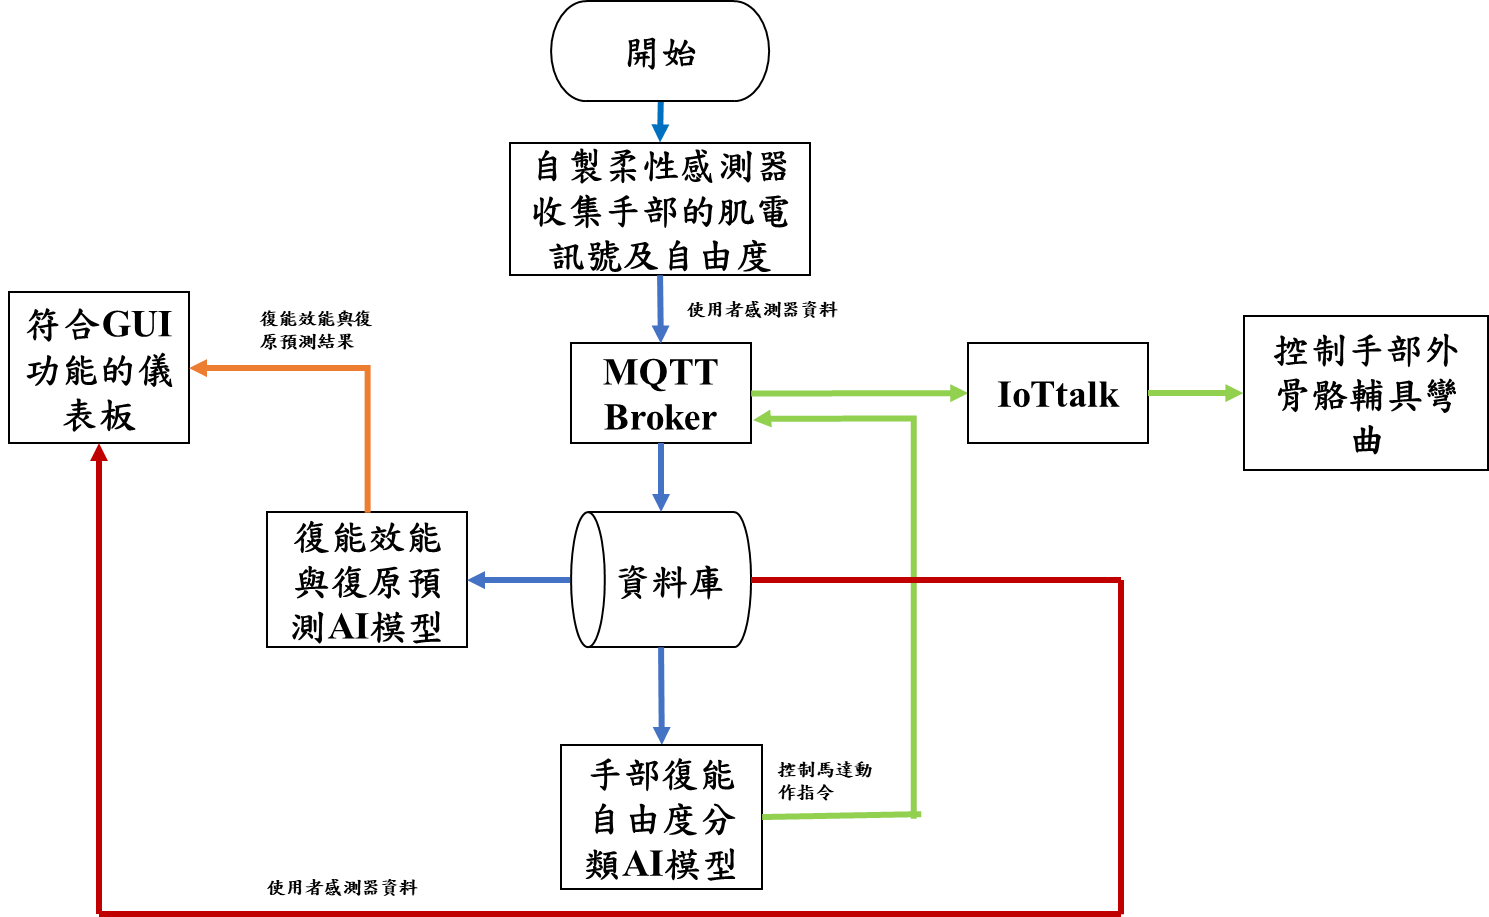 開始
自製柔性感測器
收集手部的肌電
訊號及自由度
使用者感測器資料
符合GUI
功能的儀
表板
復能效能與復
原預測結果
MQTT
Broker
IoTtalk
控制手部外
骨骼輔具彎
曲
復能效能
與復原預
測AI模型
資料庫
手部復能
自由度分
類AI模型
控制馬達動
作指令
使用者感測器資料